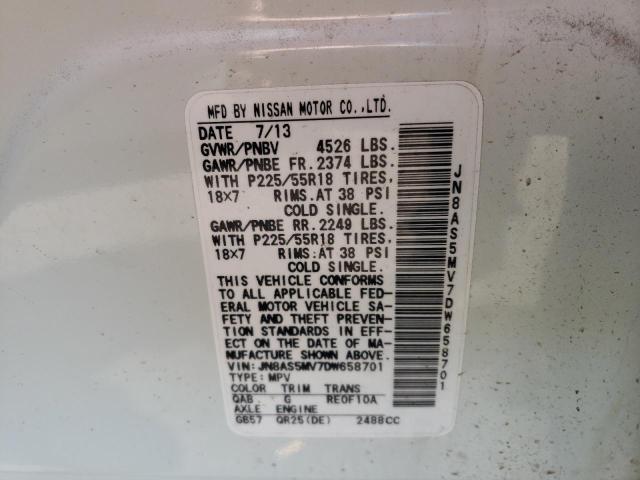 MFD BY NISSAN MOTOR CO.,LTD.
DATE 7/13
GVWR/PNBV 4526 LBS.
GAWR/PNBE FR. 2374 LBS.
WITH P225/55R18 TIRES,
18X7 RIMS.AT 38 PSI
COLD SINGLE.
GAWR/PNBE RR. 2249 LBS.
WITH P225/55R18 TIRES,
18X7 RIMS:AT 38 PSI
COLD SINGLE.
THIS VEHICLE CONFORMS
TO ALL APPLICABLE FED-
ERAL MOTOR VEHICLE SA-
FETY AND THEFT PREVEN-
TION STANDARDS IN EFF-
ECT ON THE DATE OF MA-
NUFACTURE SHOWN ABOVE.
VIN:JN8AS5MV7DW658701
TYPE:MPV
COLOR TRIM TRANS
QAB. G RE0F10A
AXLE ENGINE
GB57 QR25(DE) 2488CC
JN8AS5MV7DW658701